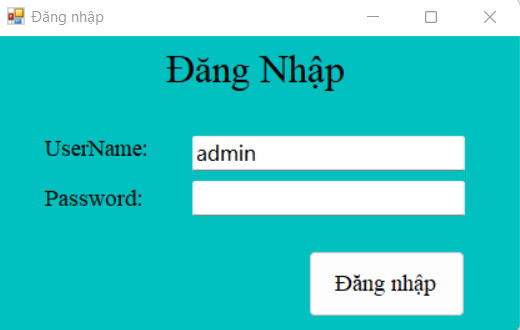 Đăng nhập
Đăng Nhập
UserName: admin
Password:
Đăng nhập